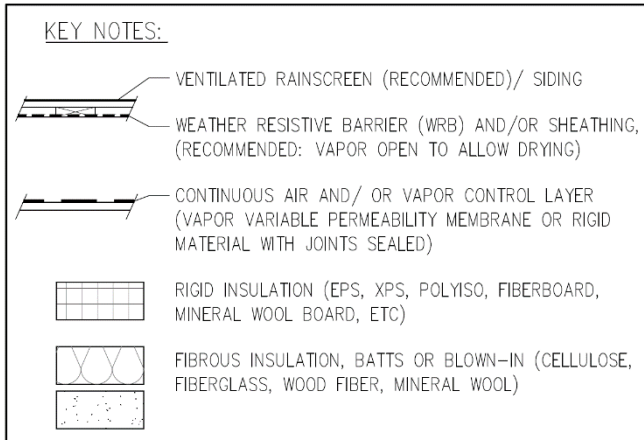 KEY NOTES:
VENTILATED RAINSCREEN (RECOMMENDED)/ SIDING
WEATHER RESISTIVE BARRIER (WRB) AND/OR SHEATHING,
(RECOMMENDED: VAPOR OPEN TO ALLOW DRYING)
CONTINUOUS AIR AND/ OR VAPOR CONTROL LAYER
(VAPOR VARIABLE PERMEABILITY MEMBRANE OR RIGID
MATERIAL WITH JOINTS SEALED)
RIGID INSULATION (EPS, XPS, POLYISO, FIBERBOARD,
MINERAL WOOL BOARD, ETC)
FIBROUS INSULATION, BATTS OR BLOWN-IN (CELLULOSE,
FIBERGLASS, WOOD FIBER, MINERAL WOOL)